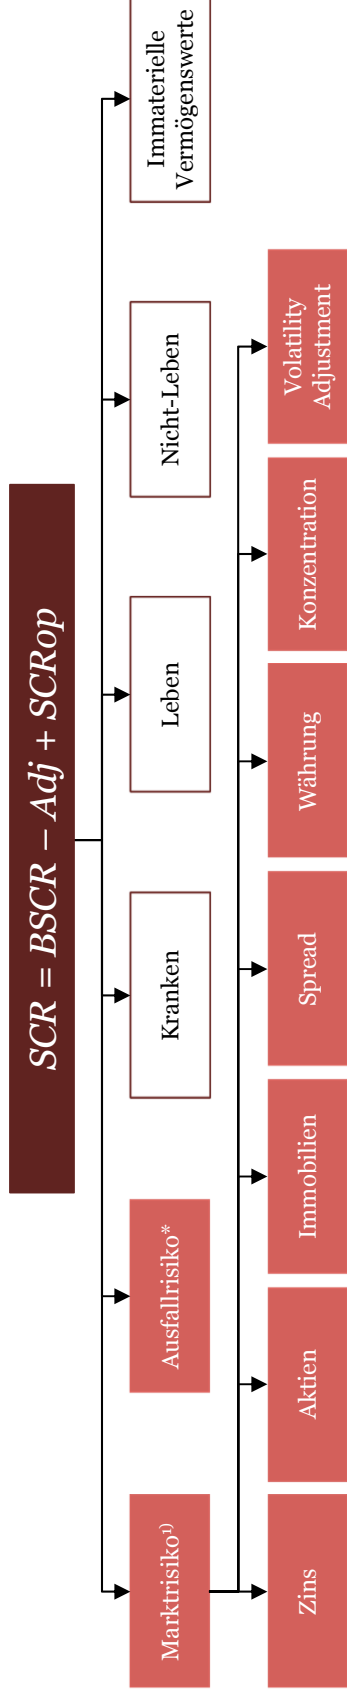 SCR = BSCR − Adj + SCRop
Marktrisiko¹⁾
Ausfallrisiko*
Kranken
Leben
Nicht-Leben
Immaterielle
Vermögenswerte
Zins
Aktien
Immobilien
Spread
Währung
Konzentration
Volatility
Adjustment